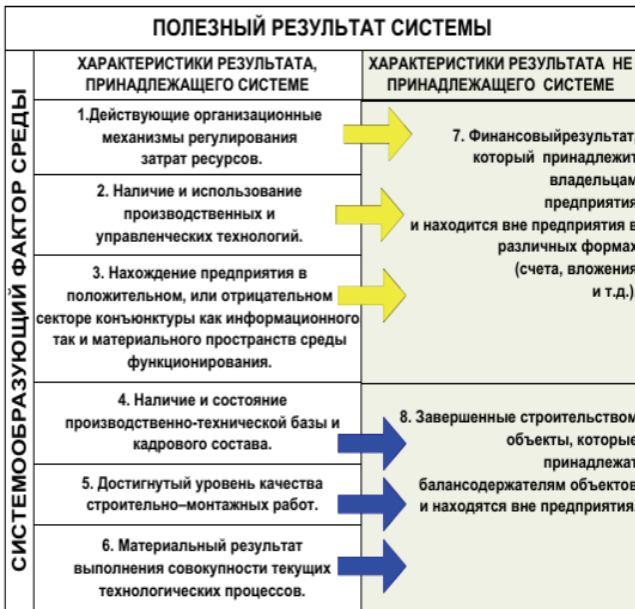 ПОЛЕЗНЫЙ РЕЗУЛЬТАТ СИСТЕМЫ
СИСТЕМООБРАЗУЮЩИЙ ФАКТОР СРЕДЫ
ХАРАКТЕРИСТИКИ РЕЗУЛЬТАТА,
ПРИНАДЛЕЖАЩЕГО СИСТЕМЕ
ХАРАКТЕРИСТИКИ РЕЗУЛЬТАТА НЕ
ПРИНАДЛЕЖАЩЕГО СИСТЕМЕ
1.Действующие организационные
механизмы регулирования
затрат ресурсов.
2. Наличие и использование
производственных и
управленческих технологий.
3. Нахождение предприятия в
положительном, или отрицательном
секторе конъюнктуры как информационного
так и материального пространств среды
функционирования.
4. Наличие и состояние
производственно-технической базы и
кадрового состава.
5. Достигнутый уровень качества
строительно–монтажных работ.
6. Материальный результат
выполнения совокупности текущих
технологических процессов.
7. Финансовыйрезультат,
который принадлежит
владельцам
предприятия
и находится вне предприятия в
различных формах
(счета, вложения
и т.д.).
8. Завершенные строительством
объекты, которые
принадлежат
балансодержателям объектов
и находятся вне предприятия.